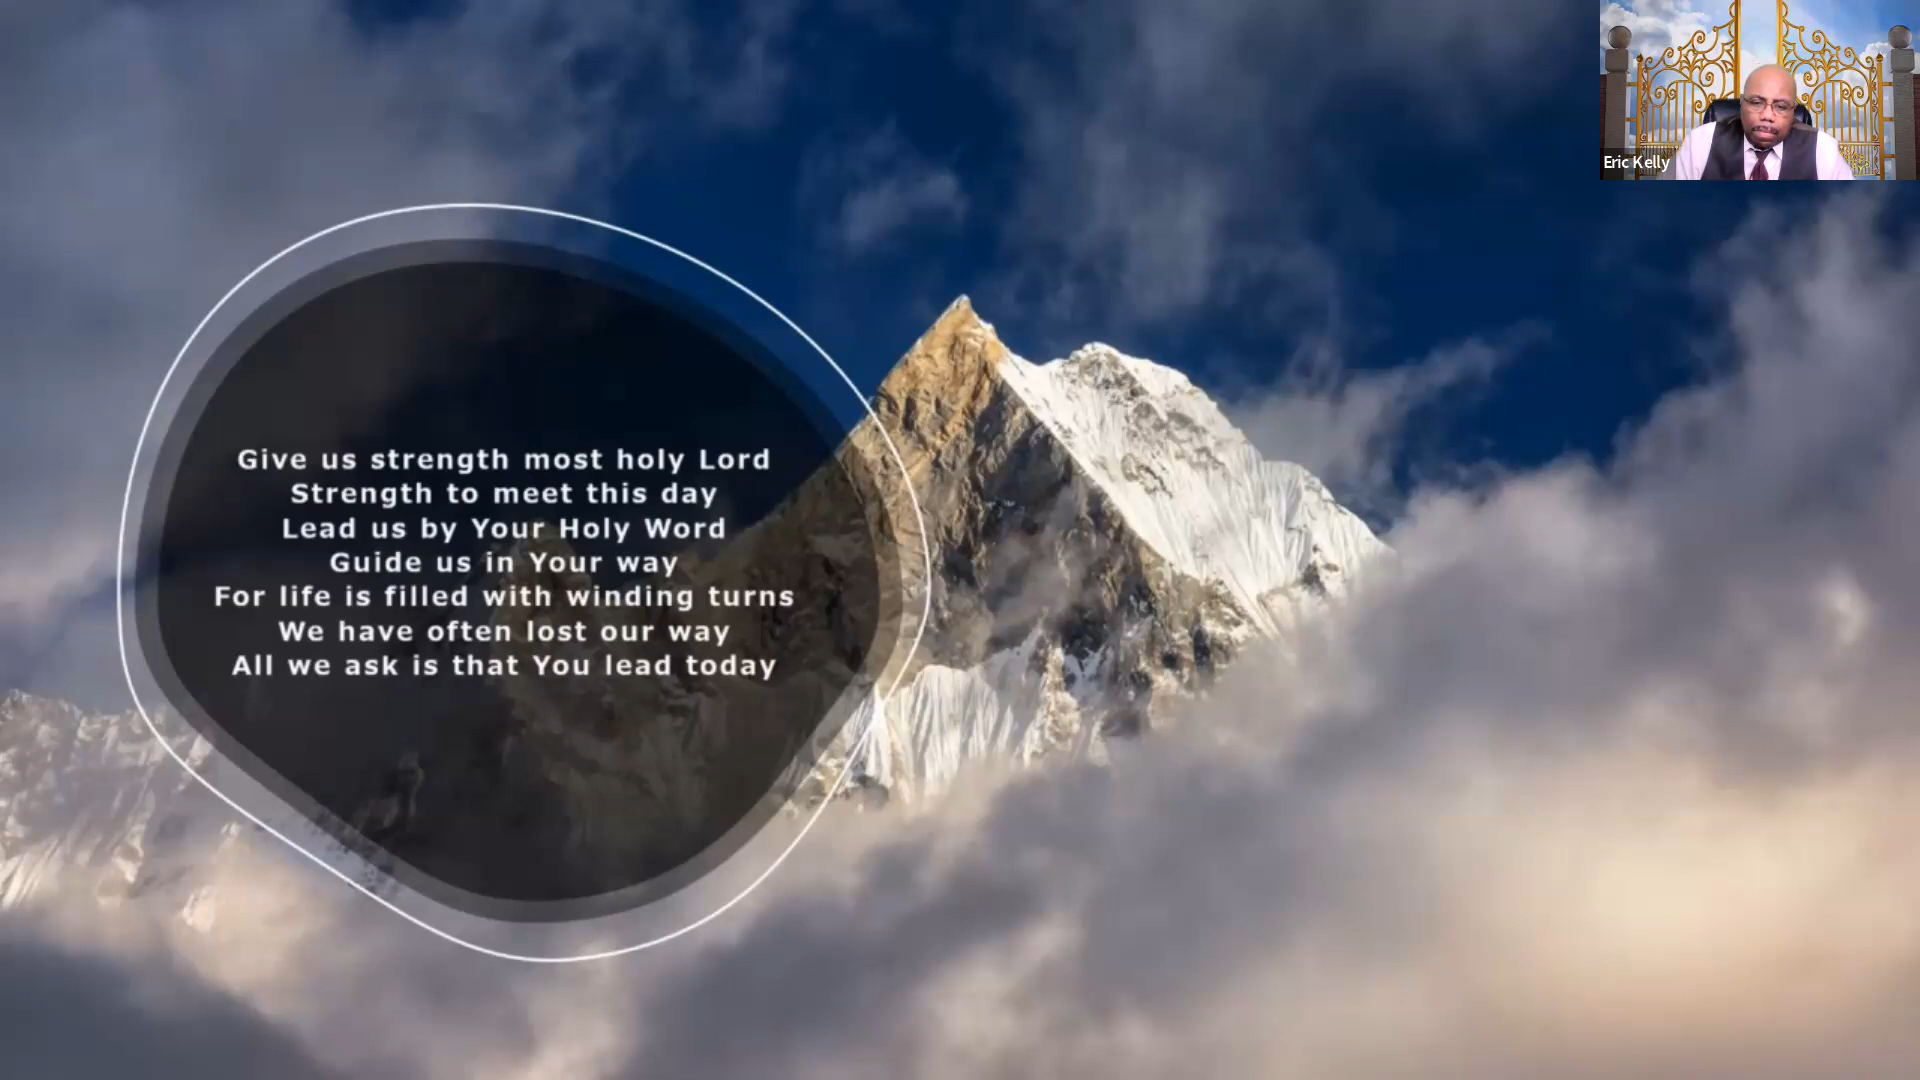 Give us strength most holy Lord
Strength to meet this day
Lead us by Your Holy Word
Guide us in Your way
For life is filled with winding turns
We have often lost our way
All we ask is that You lead today
Eric Kelly